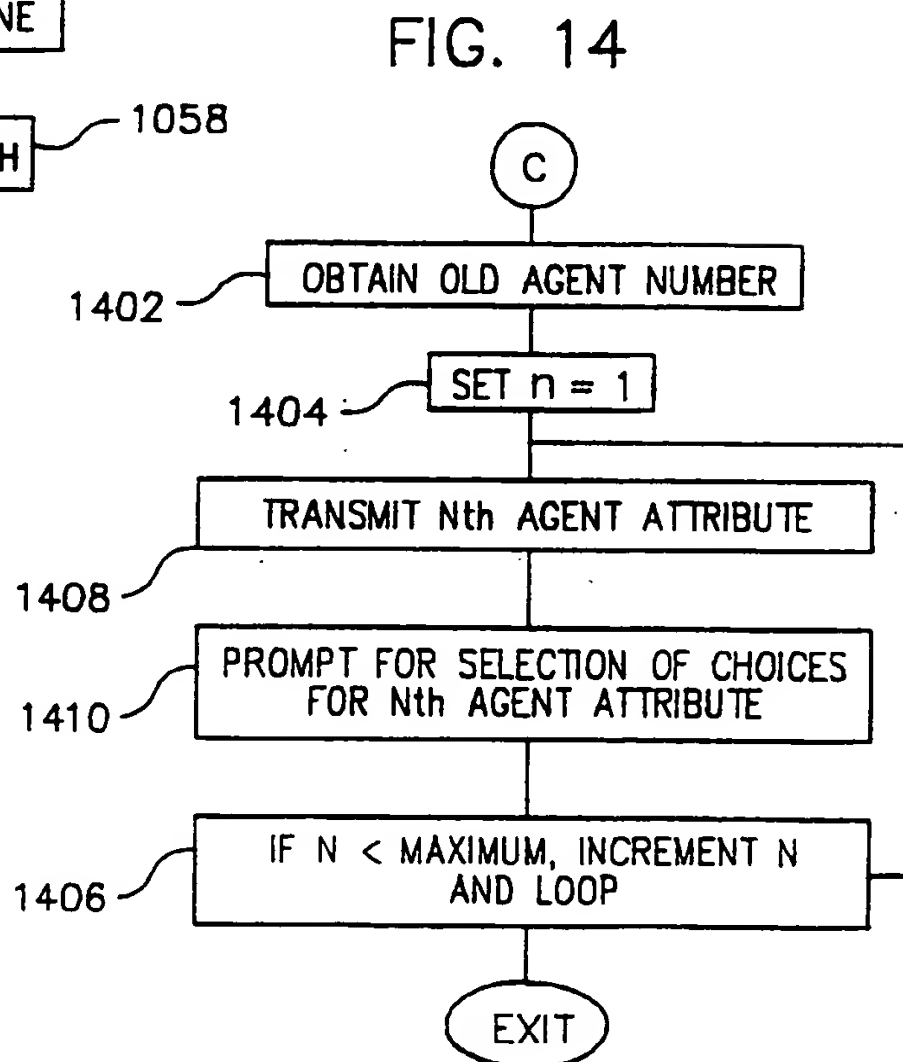 NE
FIG. 14
1058
H
C
OBTAIN OLD AGENT NUMBER
1402
SET n = 1
1404
TRANSMIT Nth AGENT ATTRIBUTE
1408
PROMPT FOR SELECTION OF CHOICES
FOR Nth AGENT ATTRIBUTE
1410
IF N < MAXIMUM, INCREMENT N
AND LOOP
1406
EXIT